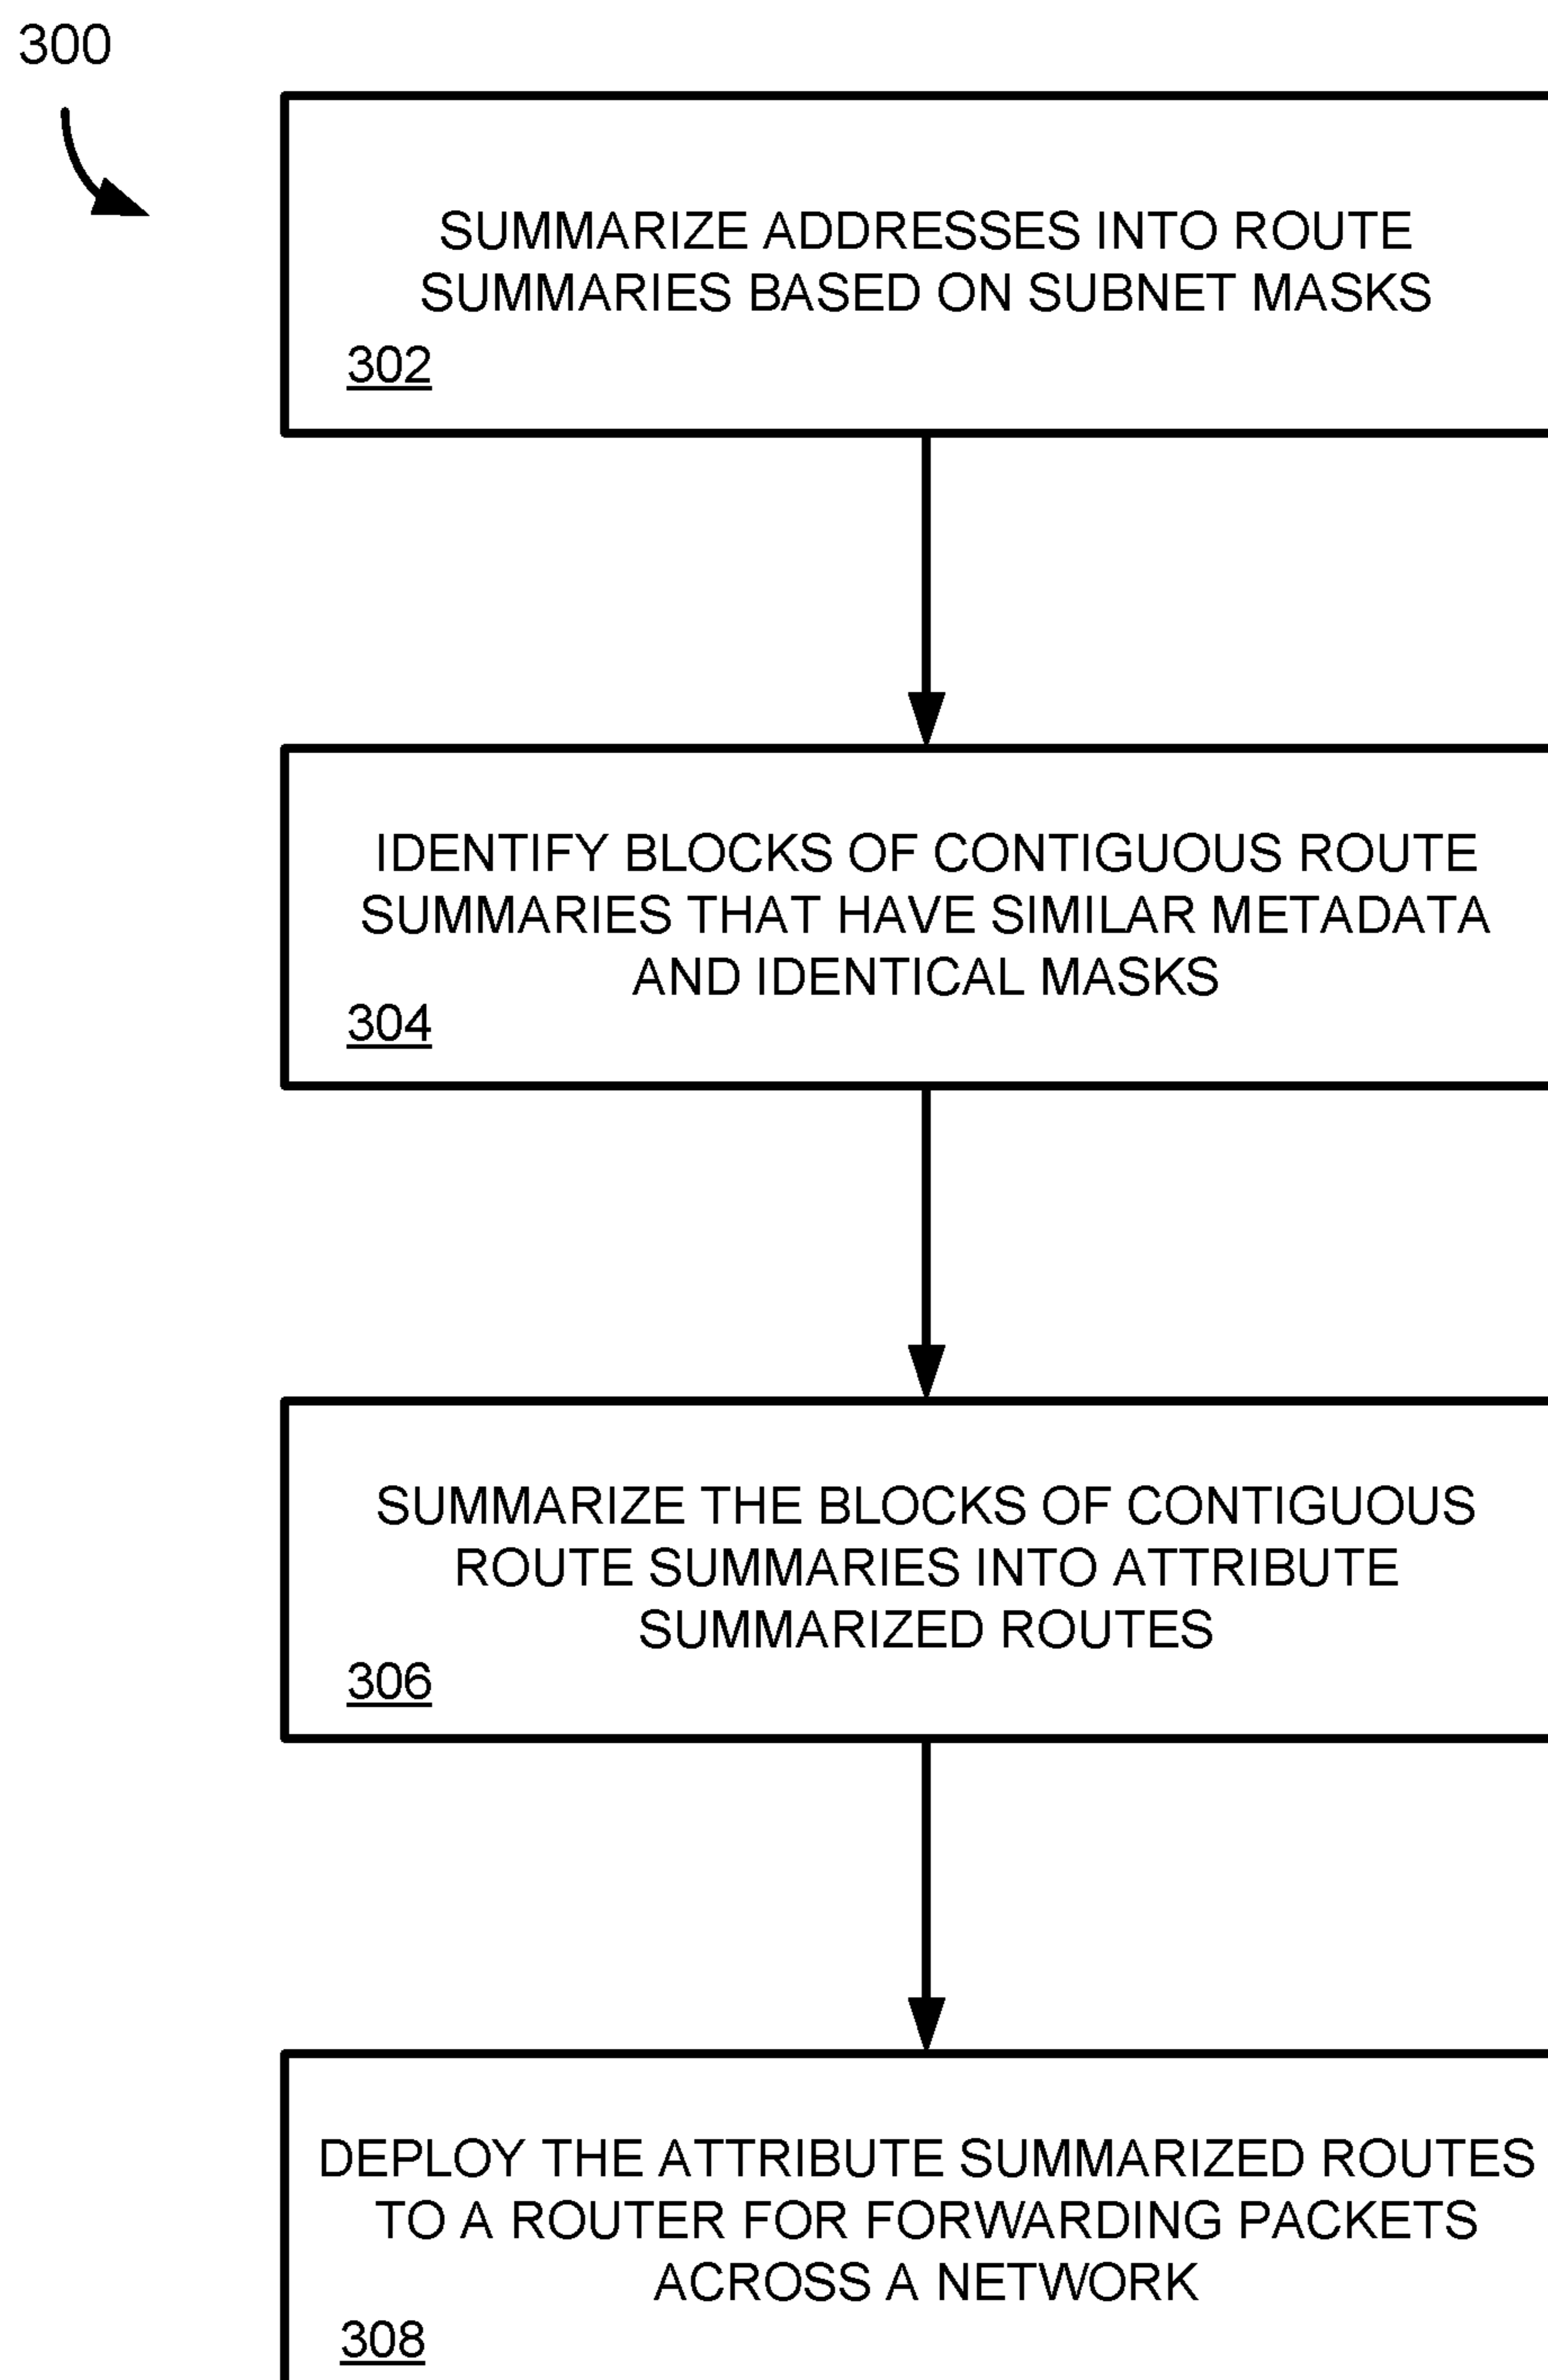 300
SUMMARIZE ADDRESSES INTO ROUTE
SUMMARIES BASED ON SUBNET MASKS
302
IDENTIFY BLOCKS OF CONTIGUOUS ROUTE
SUMMARIES THAT HAVE SIMILAR METADATA
AND IDENTICAL MASKS
304
SUMMARIZE THE BLOCKS OF CONTIGUOUS
ROUTE SUMMARIES INTO ATTRIBUTE
SUMMARIZED ROUTES
306
DEPLOY THE ATTRIBUTE SUMMARIZED ROUTES
TO A ROUTER FOR FORWARDING PACKETS
ACROSS A NETWORK
308